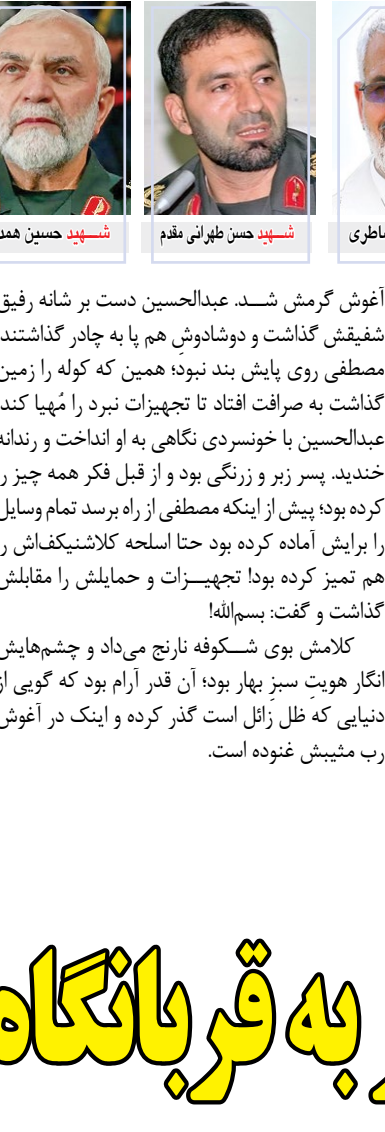 شهید حسن طهرانی مقدم
شهید حسین
آغوش گرمش شد. عبدالحسین دست بر شانه رفیق
شفیقش گذاشت و دوشادوشِ هم پا به چادر گذاشتند
مصطفی روی پایش بند نبود؛ همین که کوله را زمین
گذاشت به صرافت افتاد تا تجهیزات نبرد را مُهیا کند
عبدالحسین با خونسردی نگاهی به او انداخت و رندانه
خندید. پسر زبر و زرنگی بود و از قبل فکر همه چیز ر
کرده بود؛ پیش از اینکه مصطفی از راه برسد تمام وسایل
را برایش آماده کرده بود حتا اسلحه کلاشنیکف‌اش ر
هم تمیز کرده بود! تجهیزات و حمایلش را مقابلش
گذاشت و گفت: بسم‌الله!
کلامش بوی شکوفه نارنج می‌داد و چشم‌هایش
انگار هویتِ سبزِ بهار بود؛ آن قدر آرام بود که گویی از
دنیایی که ظل زائل است گذر کرده و اینک در آغوش
رب مثیبش غنوده است.
به قربانگاه